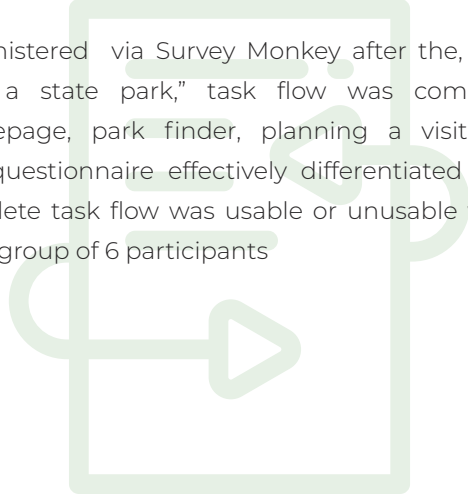 nistered via Survey Monkey after the,
a state park,” task flow was com
epage, park finder, planning a visit
questionnaire effectively differentiated
lete task flow was usable or unusable
group of 6 participants